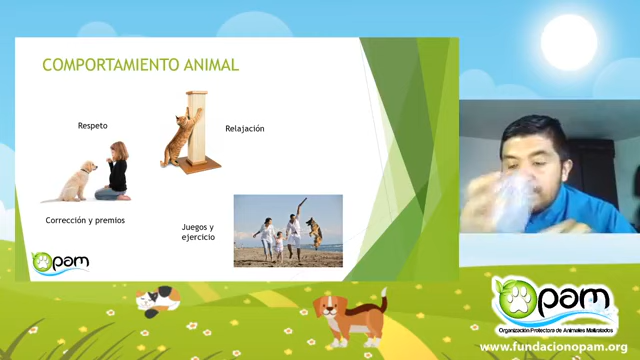 COMPORTAMIENTO ANIMAL
Respeto
Relajación
Corrección y premios
Juegos y
ejercicio
Opam
Opam
Organización Protectora de Animales Maltratados
www.fundacionopam.org